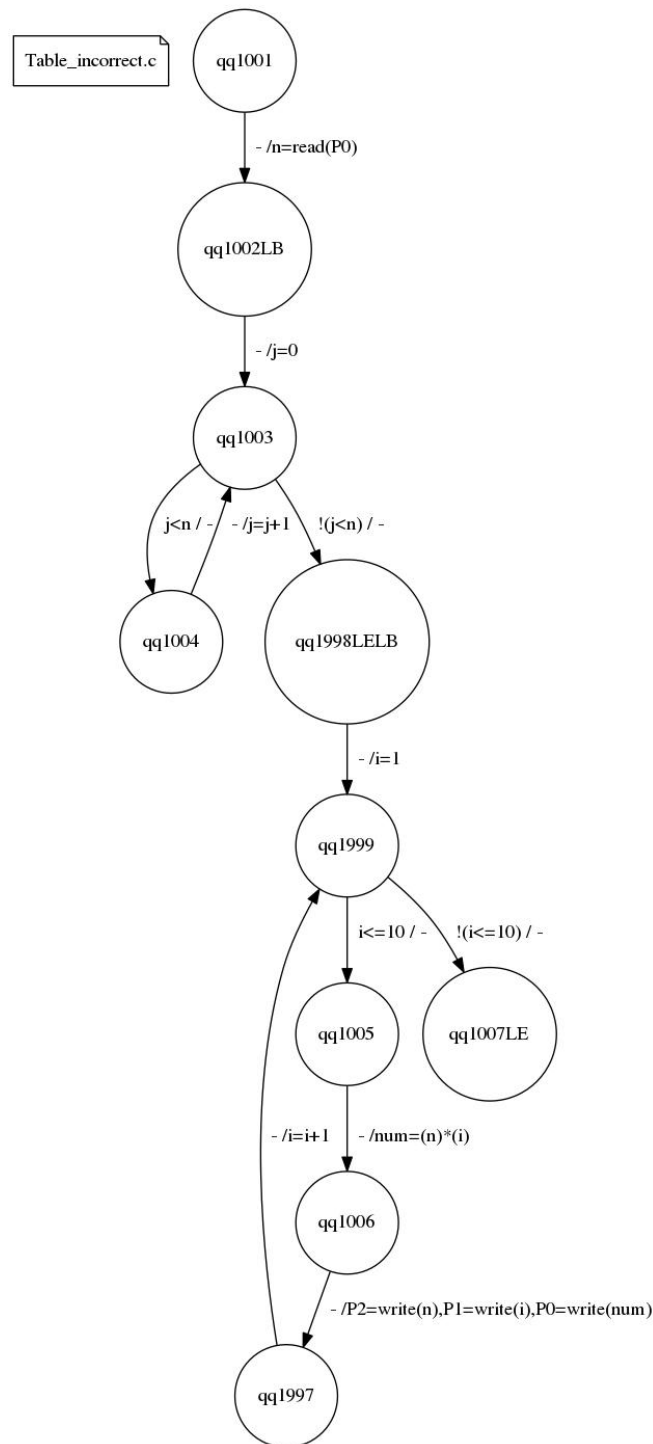 Table_incorrect.c
qq1001
- /n=read(P0)
qq1002LB
- /j=0
qq1003
j<n / -
- /j=j+1
!(j<n) / -
qq1004
qq1998LELB
- /i=1
qq1999
i<=10 / -
!(i<=10) / -
qq1005
qq1007LE
- /i=i+1
- /num=(n)*(i)
qq1006
- /P2=write(n),P1=write(i),P0=write(num)
qq1997